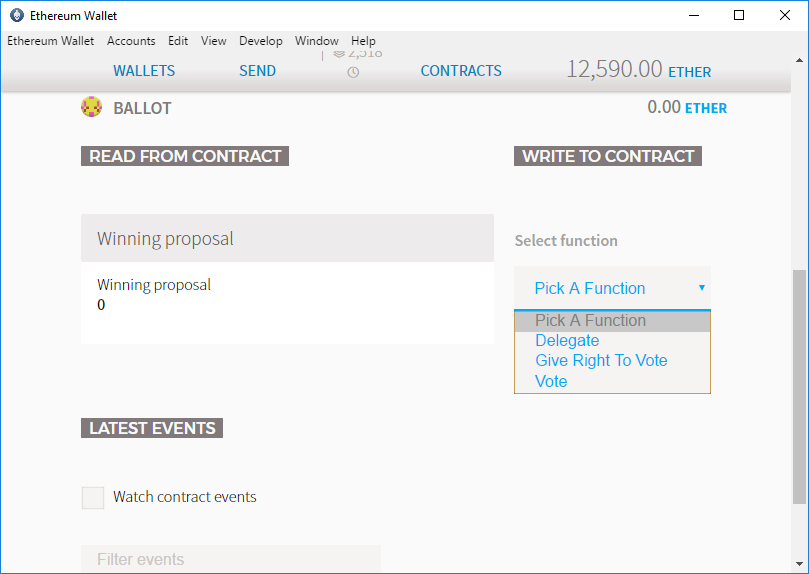 Ethereum Wallet
Ethereum Wallet Accounts Edit View Develop Window Help
2,518
WALLETS SEND CONTRACTS 12,590.00 ETHER
BALLOT 0.00 ETHER
READ FROM CONTRACT WRITE TO CONTRACT
Winning proposal
Winning proposal
0
Select function
Pick A Function
Pick A Function
Delegate
Give Right To Vote
Vote
LATEST EVENTS
Watch contract events
Filter events